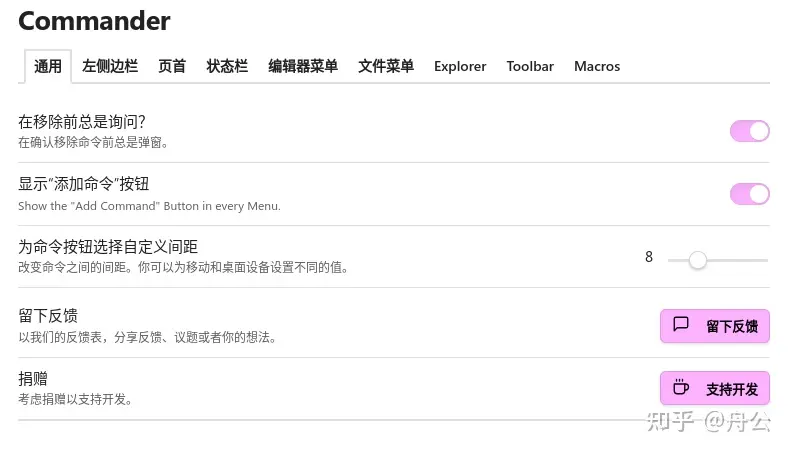 Commander
通用 左侧边栏 页首 状态栏 编辑器菜单 文件菜单 Explorer Toolbar Macros
在移除前总是询问？
在确认移除命令前总是弹窗。
显示“添加命令”按钮
Show the "Add Command" Button in every Menu.
为命令按钮选择自定义间距
改变命令之间的间距。你可以为移动和桌面设备设置不同的值。
8
留下反馈
以我们的反馈表，分享反馈、议题或者你的想法。
留下反馈
捐赠
考虑捐赠以支持开发。
支持开发
知乎 @舟公